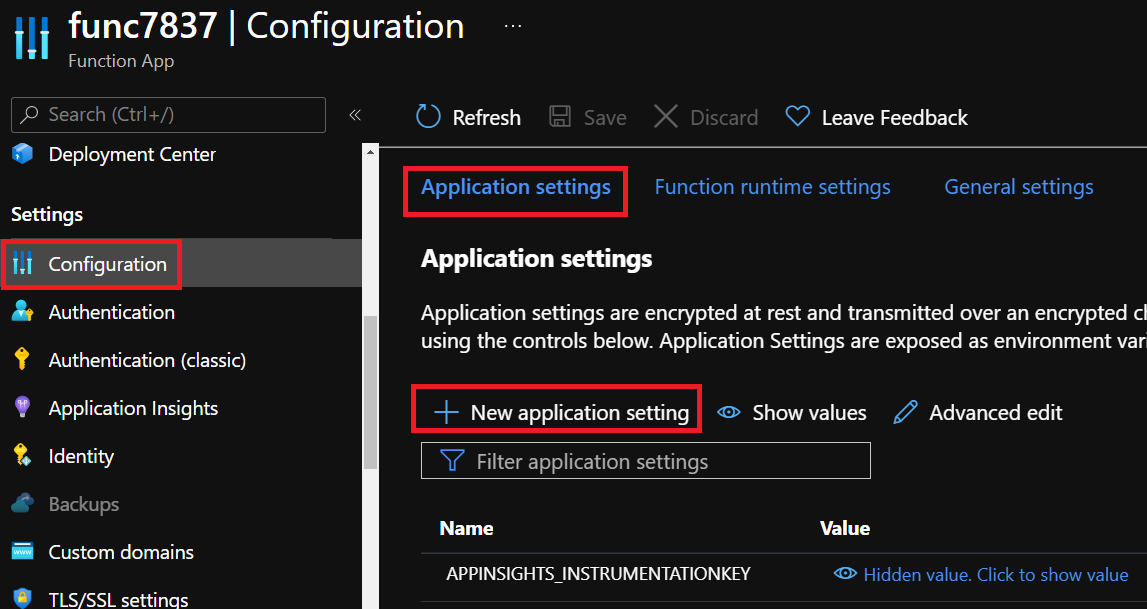 func7837 | Configuration ...
Function App
Search (Ctrl+/)
«
Deployment Center
Settings
Configuration
Authentication
Authentication (classic)
Application Insights
Identity
Backups
Custom domains
TLS/SSL settings
Refresh Save Discard Leave Feedback
Application settings Function runtime settings General settings
Application settings
Application settings are encrypted at rest and transmitted over an encrypted
using the controls below. Application Settings are exposed as environment
New application setting Show values Advanced edit
Filter application settings
Name Value
APPINSIGHTS_INSTRUMENTATIONKEY Hidden value. Click to show value